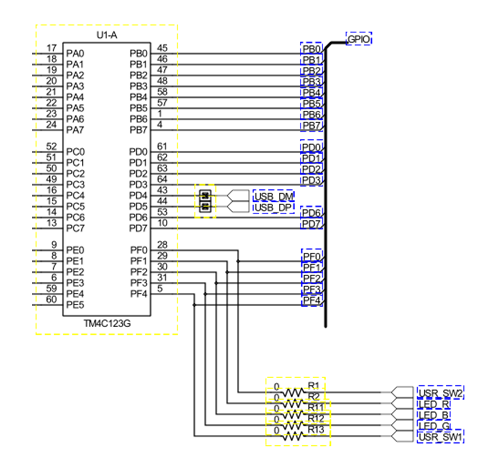 U1-A
GPIO
17 PA0 PB0 45 PB0
18 PA1 PB1 46 PB1
19 PA2 PB2 47 PB2
20 PA3 PB3 48 PB3
21 PA4 PB4 58 PB4
22 PA5 PB5 57 PB5
23 PA6 PB6 1 PB6
24 PA7 PB7 4 PB7
52 PC0 PD0 61 PD0
51 PC1 PD1 62 PD1
50 PC2 PD2 63 PD2
49 PC3 PD3 64 PD3
16 PC4 PD4 43 USB_DM
15 PC5 PD5 44 USB_DP
14 PC6 PD6 53 PD6
13 PC7 PD7 10 PD7
9 PE0 PF0 28 PF0
8 PE1 PF1 29 PF1
7 PE2 PF2 30 PF2
6 PE3 PF3 31 PF3
59 PE4 PF4 5 PF4
60 PE5
TM4C123G
0 R1 USR_SW2
0 R2 LED_R
0 R11 LED_B
0 R12 LED_G
0 R13 USR_SW1